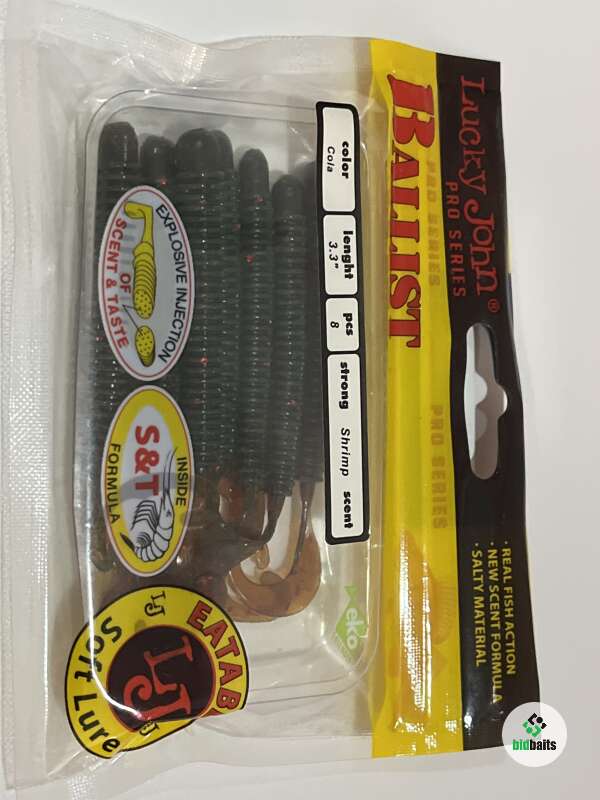 Lucky John®
PRO SERIES
BALLIST
PRO SERIES
PRO SERIES
· REAL FISH ACTION
· NEW SCENT FORMULA
· SALTY MATERIAL
color
Cola
lenght
3.3"
pcs
8
strong Shrimp scent
EXPLOSIVE INJECTION
OF
SCENT & TASTE
INSIDE
S&T
FORMULA
eko
EATAB
LJ
LJ
LJ
Soft Lure
bidbaits